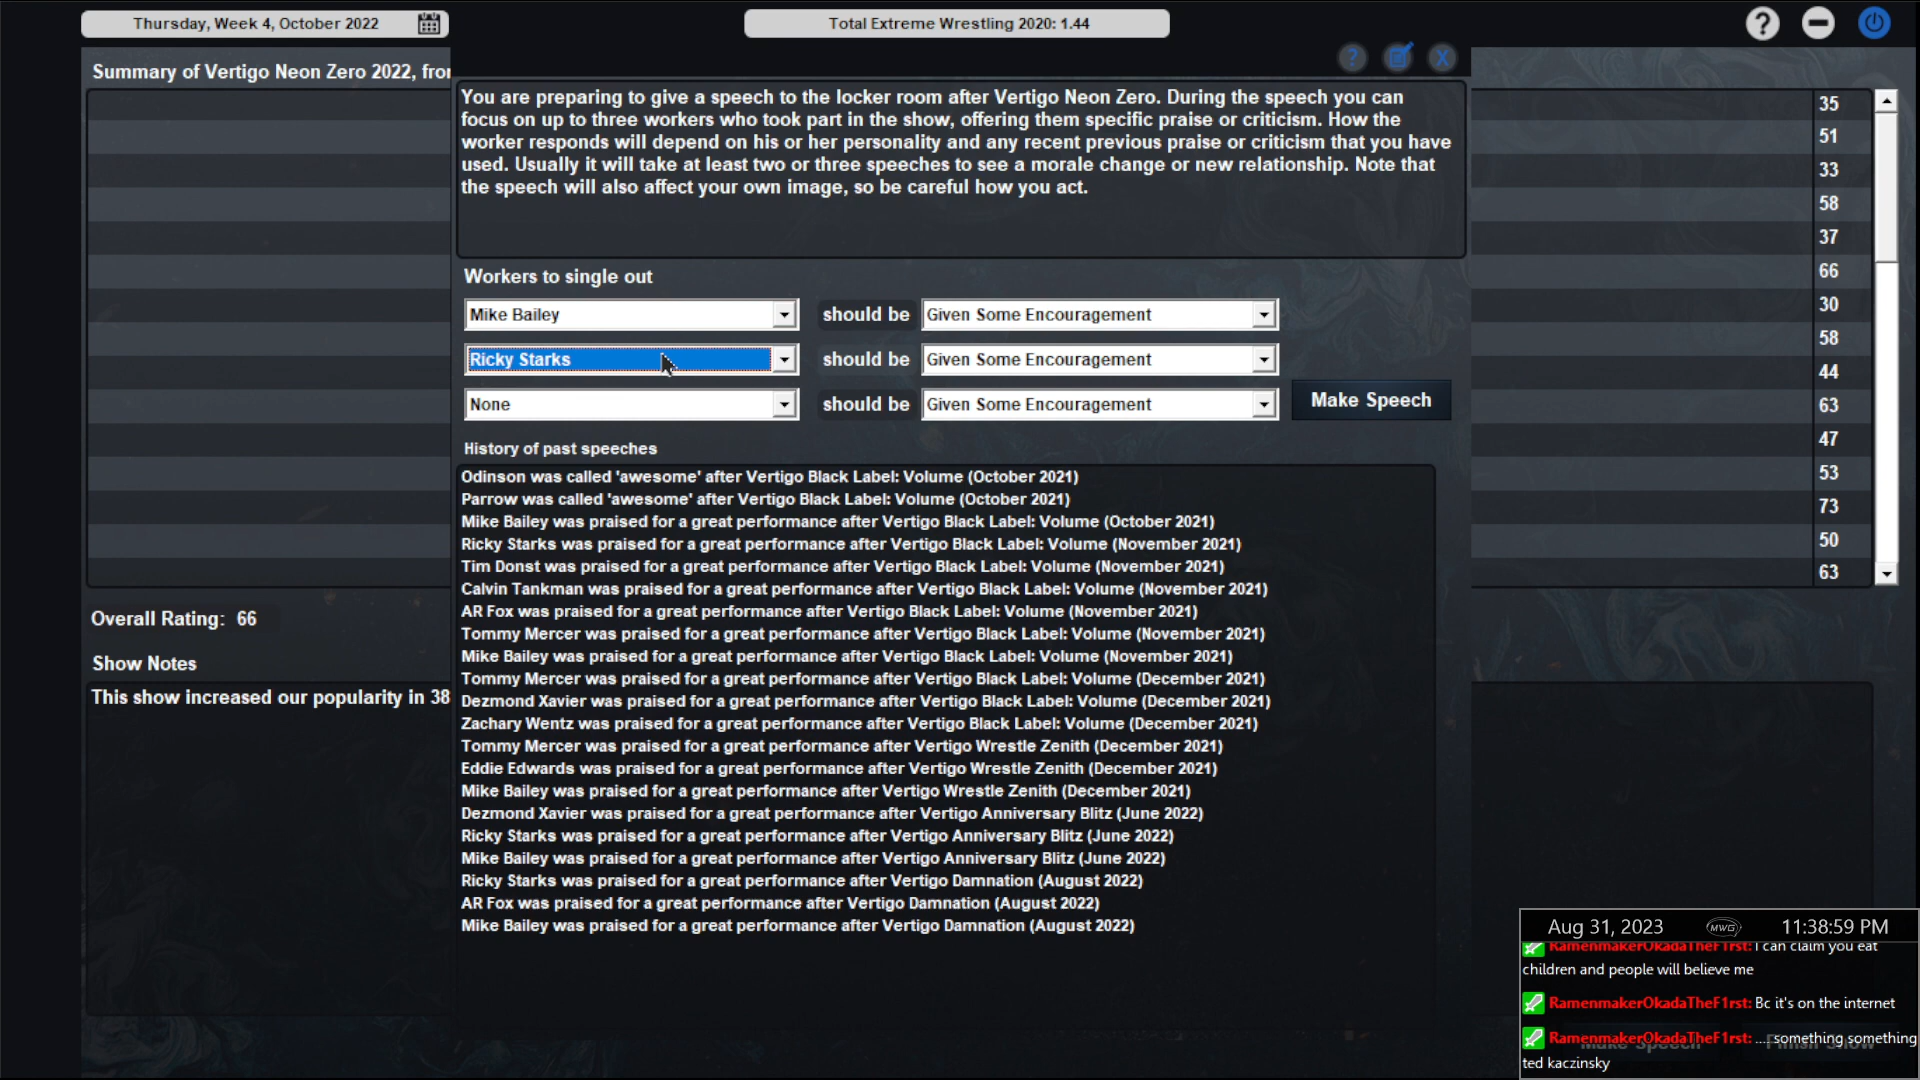 Thursday, Week 4, October 2022
Total Extreme Wrestling 2020: 1.44
?
?
X
Summary of Vertigo Neon Zero 2022, fro
You are preparing to give a speech to the locker room after Vertigo Neon Zero. During the speech you can
focus on up to three workers who took part in the show, offering them specific praise or criticism. How the
worker responds will depend on his or her personality and any recent previous praise or criticism that you have
used. Usually it will take at least two or three speeches to see a morale change or new relationship. Note that
the speech will also affect your own image, so be careful how you act.
Workers to single out
Mike Bailey should be Given Some Encouragement
Ricky Starks should be Given Some Encouragement
None should be Given Some Encouragement
Make Speech
History of past speeches
Odinson was called 'awesome' after Vertigo Black Label: Volume (October 2021)
Parrow was called 'awesome' after Vertigo Black Label: Volume (October 2021)
Mike Bailey was praised for a great performance after Vertigo Black Label: Volume (October 2021)
Ricky Starks was praised for a great performance after Vertigo Black Label: Volume (November 2021)
Tim Donst was praised for a great performance after Vertigo Black Label: Volume (November 2021)
Calvin Tankman was praised for a great performance after Vertigo Black Label: Volume (November 2021)
AR Fox was praised for a great performance after Vertigo Black Label: Volume (November 2021)
Tommy Mercer was praised for a great performance after Vertigo Black Label: Volume (November 2021)
Mike Bailey was praised for a great performance after Vertigo Black Label: Volume (November 2021)
Tommy Mercer was praised for a great performance after Vertigo Black Label: Volume (December 2021)
Dezmond Xavier was praised for a great performance after Vertigo Black Label: Volume (December 2021)
Zachary Wentz was praised for a great performance after Vertigo Black Label: Volume (December 2021)
Tommy Mercer was praised for a great performance after Vertigo Wrestle Zenith (December 2021)
Eddie Edwards was praised for a great performance after Vertigo Wrestle Zenith (December 2021)
Mike Bailey was praised for a great performance after Vertigo Wrestle Zenith (December 2021)
Dezmond Xavier was praised for a great performance after Vertigo Anniversary Blitz (June 2022)
Ricky Starks was praised for a great performance after Vertigo Anniversary Blitz (June 2022)
Mike Bailey was praised for a great performance after Vertigo Anniversary Blitz (June 2022)
Ricky Starks was praised for a great performance after Vertigo Damnation (August 2022)
AR Fox was praised for a great performance after Vertigo Damnation (August 2022)
Mike Bailey was praised for a great performance after Vertigo Damnation (August 2022)
35
51
33
58
37
66
30
58
44
63
47
53
73
50
63
Overall Rating: 66
Show Notes
This show increased our popularity in 38
Aug 31, 2023 MWG 11:38:59 PM
RamenmakerOkadaTheF1rst: I can claim you eat
children and people will believe me
RamenmakerOkadaTheF1rst: Bc it's on the internet
RamenmakerOkadaTheF1rst: ....something something
ted kaczinsky
Make Speech
Finish Show